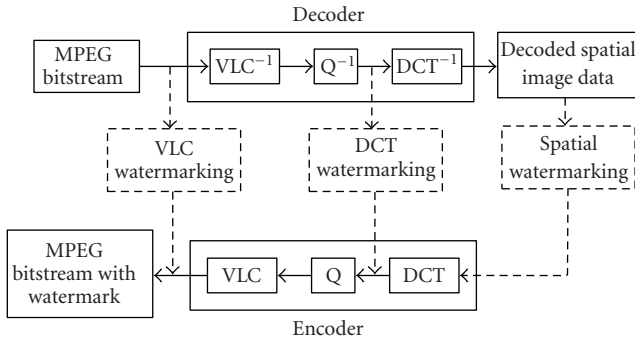 Decoder
MPEG
bitstream
VLC⁻¹
Q⁻¹
DCT⁻¹
Decoded spatial
image data
VLC
watermarking
DCT
watermarking
Spatial
watermarking
MPEG
bitstream with
watermark
VLC
Q
DCT
Encoder